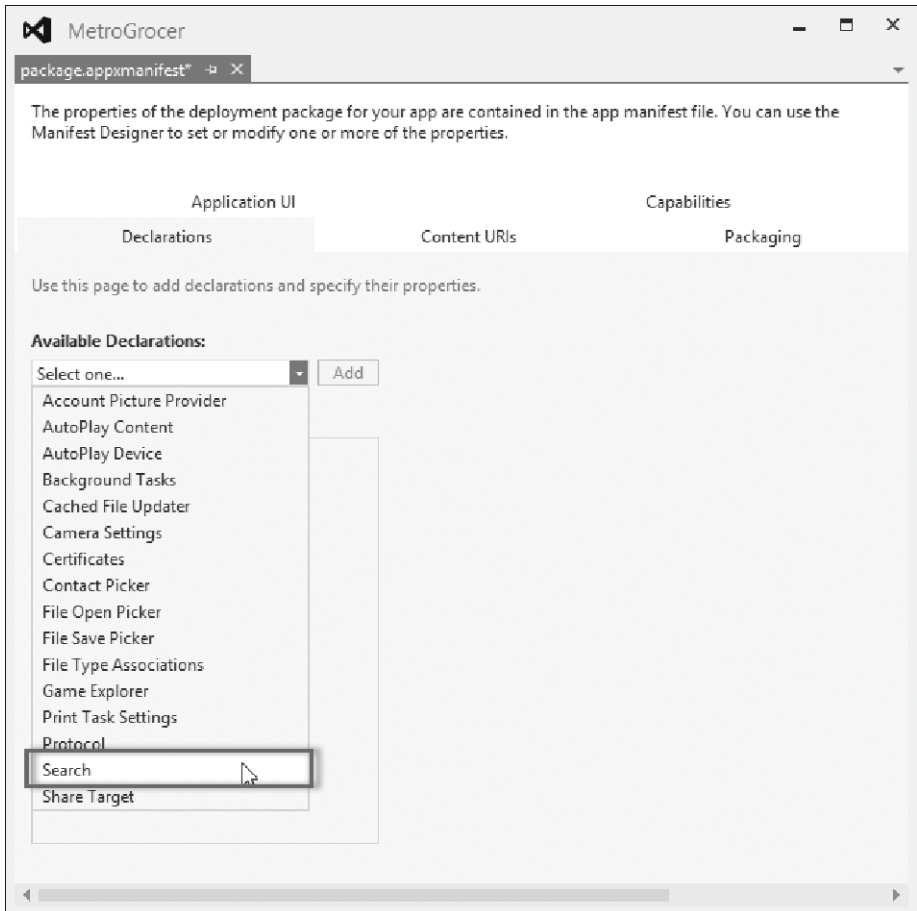 MetroGrocer
package.appxmanifest*
The properties of the deployment package for your app are contained in the app manifest file. You can use the
Manifest Designer to set or modify one or more of the properties.
Application UI
Capabilities
Declarations
Content URIs
Packaging
Use this page to add declarations and specify their properties.
Available Declarations:
Select one...
Add
Account Picture Provider
AutoPlay Content
AutoPlay Device
Background Tasks
Cached File Updater
Camera Settings
Certificates
Contact Picker
File Open Picker
File Save Picker
File Type Associations
Game Explorer
Print Task Settings
Protocol
Search
Share Target